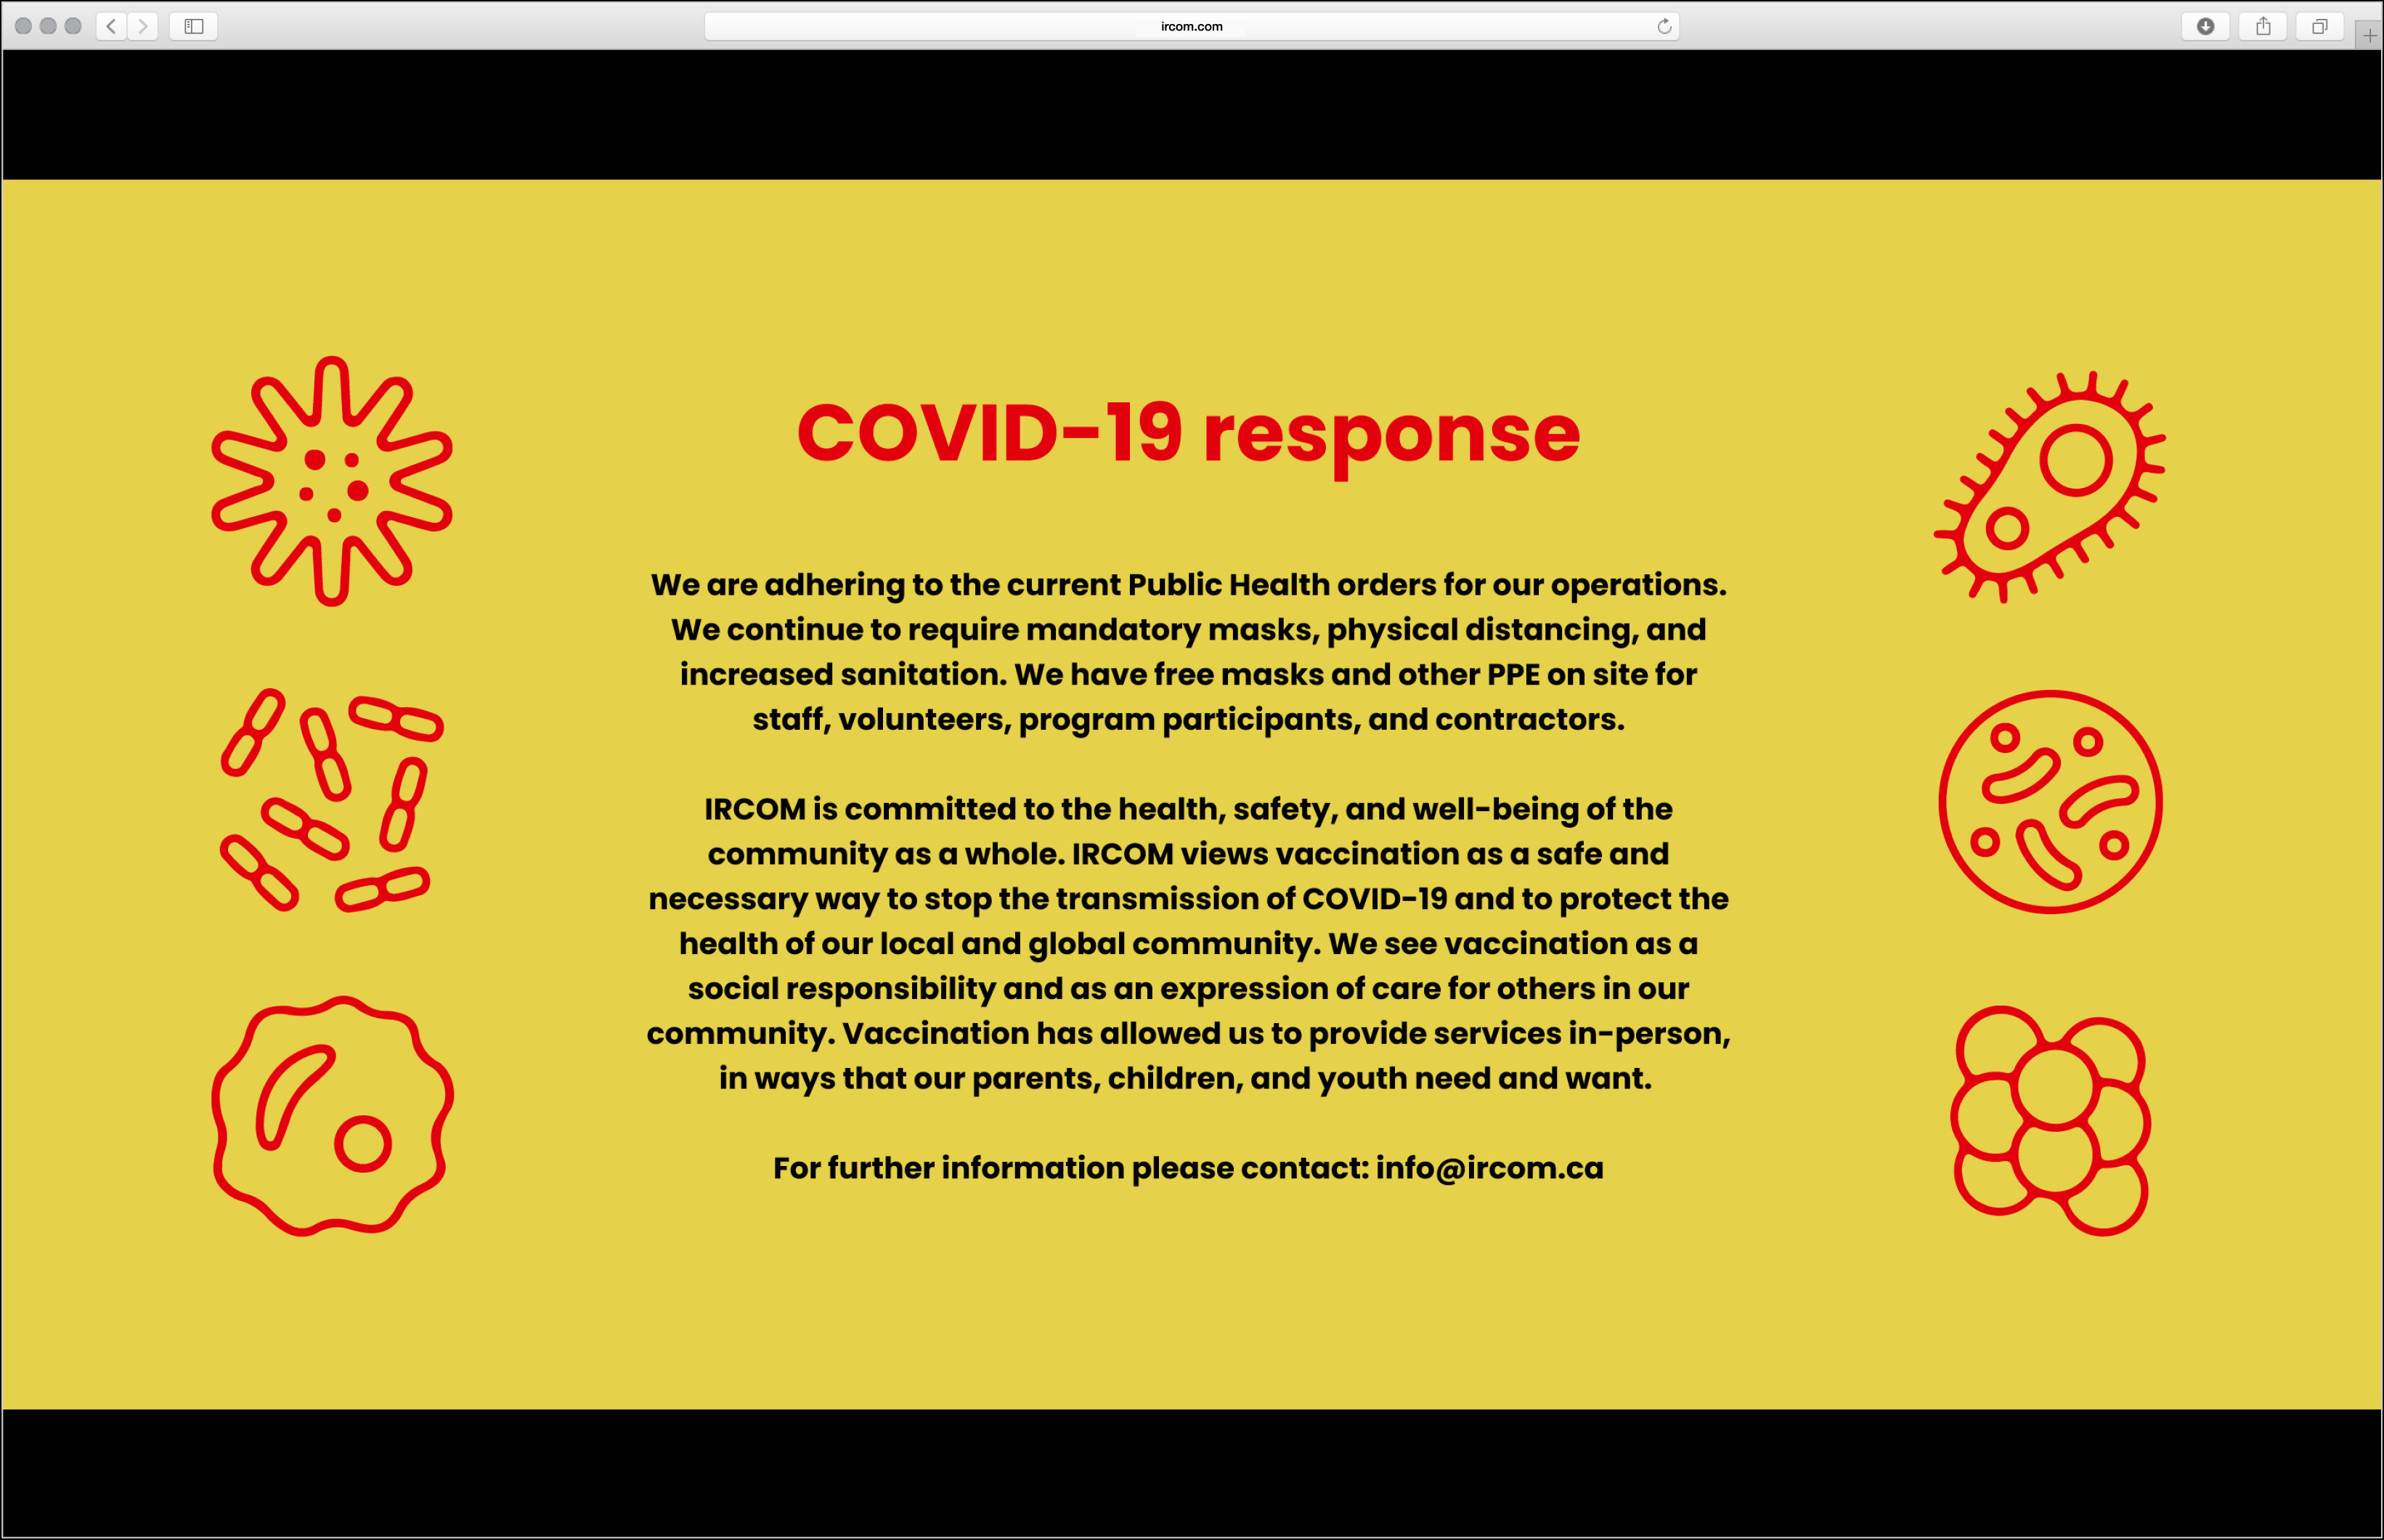 ircom.com
COVID-19 response
We are adhering to the current Public Health orders for our operations.
We continue to require mandatory masks, physical distancing, and
increased sanitation. We have free masks and other PPE on site for
staff, volunteers, program participants, and contractors.
IRCOM is committed to the health, safety, and well-being of the
community as a whole. IRCOM views vaccination as a safe and
necessary way to stop the transmission of COVID-19 and to protect the
health of our local and global community. We see vaccination as a
social responsibility and as an expression of care for others in our
community. Vaccination has allowed us to provide services in-person,
in ways that our parents, children, and youth need and want.
For further information please contact: info@ircom.ca